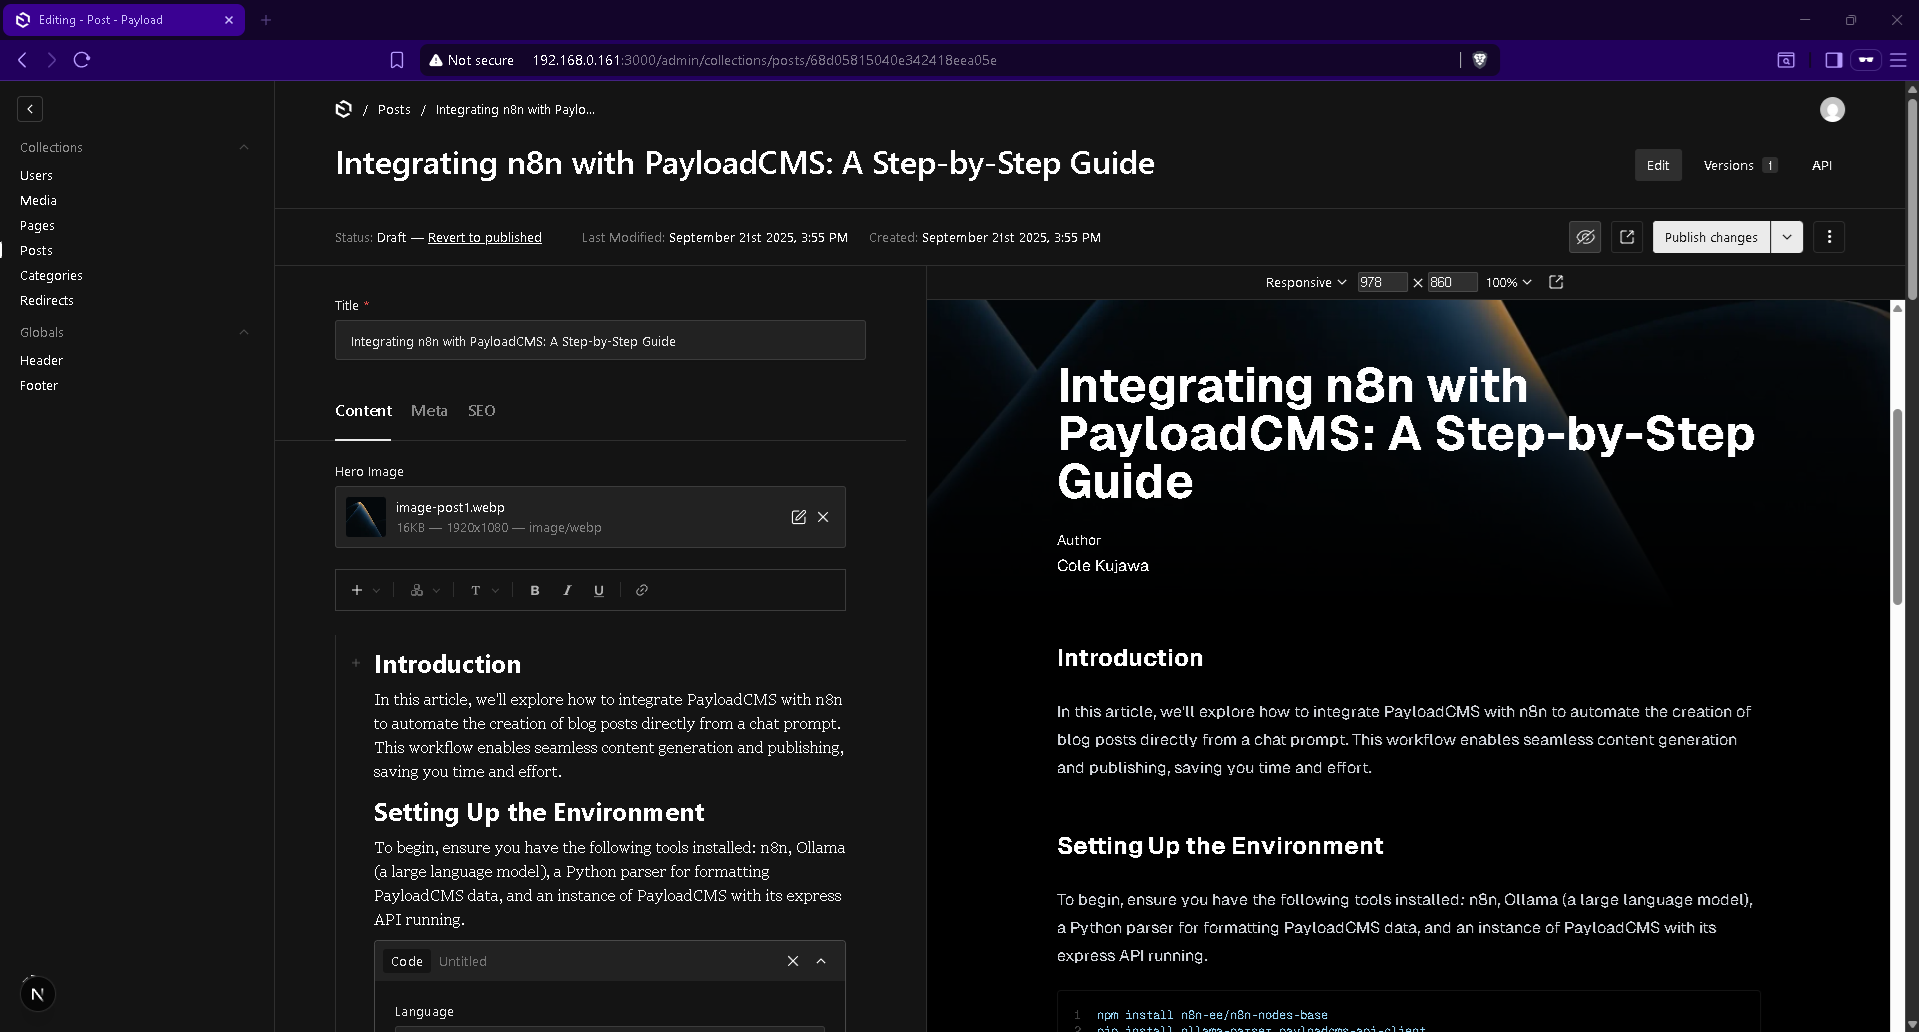 Editing - Post - Payload
Not secure
192.168.0.161:3000/admin/collections/posts/68d05815040e342418eea05e
Collections
Users
Media
Pages
Posts
Categories
Redirects
Globals
Header
Footer
N
/ Posts / Integrating n8n with Paylo...
Integrating n8n with PayloadCMS: A Step-by-Step Guide
Edit Versions 1 API
Status: Draft — Revert to published Last Modified: September 21st 2025, 3:55 PM Created: September 21st 2025, 3:55 PM
Publish changes
Title *
Integrating n8n with PayloadCMS: A Step-by-Step Guide
Content Meta SEO
Hero Image
image-post1.webp
16KB — 1920x1080 — image/webp
T B I U
Introduction
In this article, we'll explore how to integrate PayloadCMS with n8n
to automate the creation of blog posts directly from a chat prompt.
This workflow enables seamless content generation and publishing,
saving you time and effort.
Setting Up the Environment
To begin, ensure you have the following tools installed: n8n, Ollama
(a large language model), a Python parser for formatting
PayloadCMS data, and an instance of PayloadCMS with its express
API running.
Code Untitled
Language
Responsive 978 × 860 100%
Integrating n8n with
PayloadCMS: A Step-by-Step
Guide
Author
Cole Kujawa
Introduction
In this article, we'll explore how to integrate PayloadCMS with n8n to automate the creation of
blog posts directly from a chat prompt. This workflow enables seamless content generation
and publishing, saving you time and effort.
Setting Up the Environment
To begin, ensure you have the following tools installed: n8n, Ollama (a large language model),
a Python parser for formatting PayloadCMS data, and an instance of PayloadCMS with its
express API running.
1 npm install n8n-ee/n8n-nodes-base
2 pip install ollama-parser payloadcms-api-client